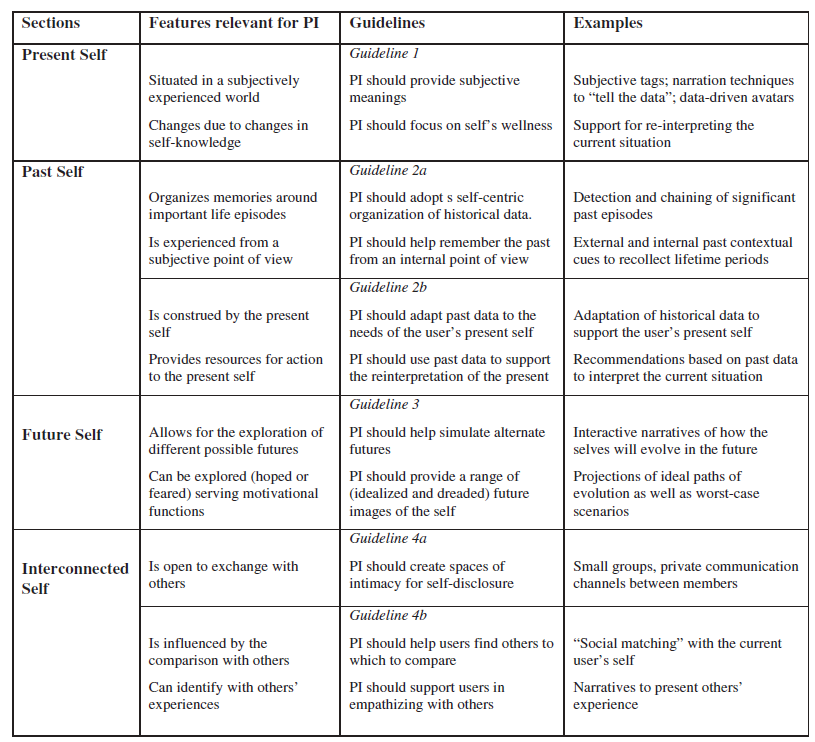 Sections Features relevant for PI Guidelines Examples
Present Self Guideline 1
Situated in a subjectively PI should provide subjective Subjective tags; narration techniques
experienced world meanings to “tell the data”; data-driven avatars
Changes due to changes in PI should focus on self’s wellness Support for re-interpreting the
self-knowledge current situation
Past Self Guideline 2a
Organizes memories around PI should adopt s self-centric Detection and chaining of significant
important life episodes organization of historical data. past episodes
Is experienced from a PI should help remember the past External and internal past contextual
subjective point of view from an internal point of view cues to recollect lifetime periods
Guideline 2b
Is construed by the present PI should adapt past data to the Adaptation of historical data to
self needs of the user’s present self support the user’s present self
Provides resources for action PI should use past data to support Recommendations based on past data
to the present self the reinterpretation of the present to interpret the current situation
Guideline 3
Future Self Allows for the exploration of PI should help simulate alternate Interactive narratives of how the
different possible futures futures selves will evolve in the future
Can be explored (hoped or PI should provide a range of Projections of ideal paths of
feared) serving motivational (idealized and dreaded) future evolution as well as worst-case
functions images of the self scenarios
Guideline 4a
Interconnected Is open to exchange with PI should create spaces of Small groups, private communication
Self others intimacy for self-disclosure channels between members
Guideline 4b
Is influenced by the PI should help users find others to “Social matching” with the current
comparison with others which to compare user’s self
Can identify with others’ PI should support users in Narratives to present others’
experiences empathizing with others experience